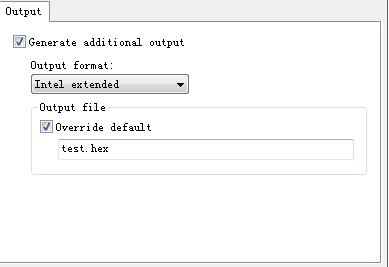 Output
Generate additional output
Output format:
Intel extended
Output file
Override default
test.hex